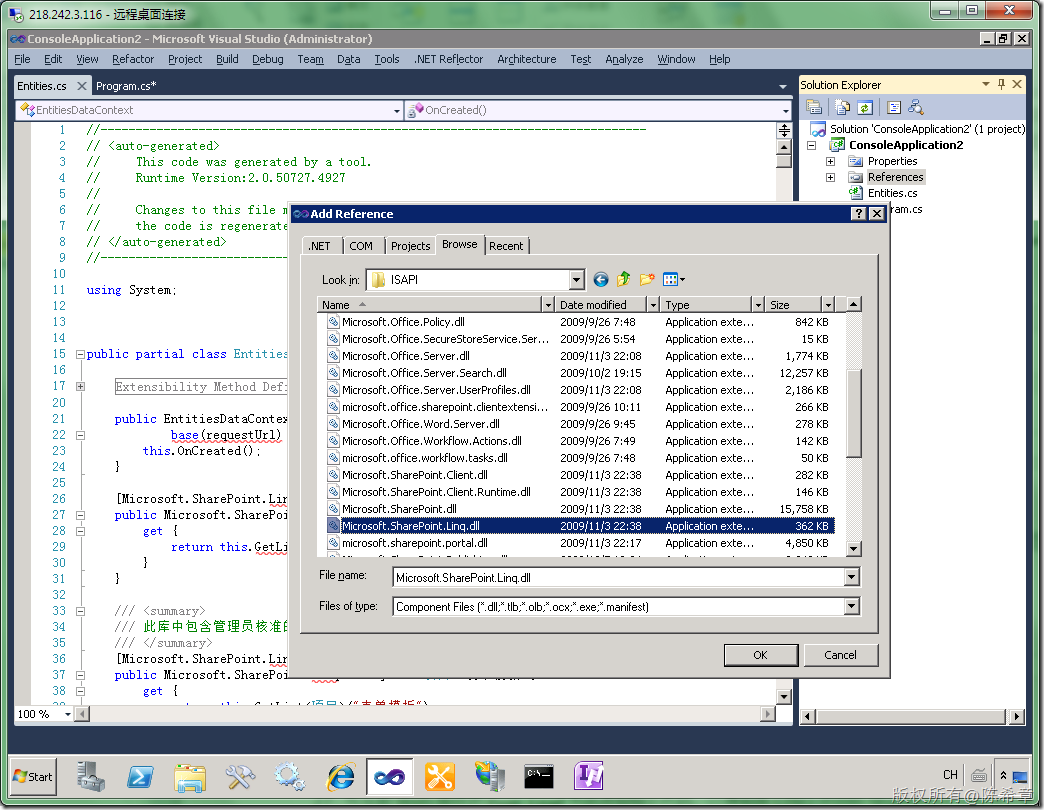 218.242.3.116 - 远程桌面连接
ConsoleApplication2 - Microsoft Visual Studio (Administrator)
File Edit View Refactor Project Build Debug Team Data Tools .NET Reflector Architecture Test Analyze Window Help
Entities.cs Program.cs*
EntitiesDataContext OnCreated()
1 //
2 // <auto-generated>
3 // This code was generated by a tool.
4 // Runtime Version:2.0.50727.4927
5 //
6 // Changes to this file
7 // the code is regenerate
8 // </auto-generated>
9 //
10
11 using System;
12
13
14
15 public partial class Entities
16
17 Extensibility Method Def
20
21 public EntitiesDataConte
22 base(requestUrl)
23 this.OnCreated();
24 }
25
26 [Microsoft.SharePoint.Lin
27 public Microsoft.SharePoi
28 get {
29 return this.GetLi
30 }
31 }
32
33 /// <summary>
34 /// 此库中包含管理员核准的
35 /// </summary>
36 [Microsoft.SharePoint.Lin
37 public Microsoft.SharePoi
38 get {
100 %
Add Reference
.NET COM Projects Browse Recent
Look in: ISAPI
Name Date modified Type Size
Microsoft.Office.Policy.dll 2009/9/26 7:48 Application exte... 842 KB
Microsoft.Office.SecureStoreService.Ser... 2009/9/26 5:54 Application exte... 15 KB
Microsoft.Office.Server.dll 2009/11/3 22:08 Application exte... 1,774 KB
Microsoft.Office.Server.Search.dll 2009/10/2 19:15 Application exte... 12,257 KB
Microsoft.Office.Server.UserProfiles.dll 2009/11/3 22:08 Application exte... 2,186 KB
microsoft.office.sharepoint.clientextensi... 2009/9/26 10:11 Application exte... 266 KB
Microsoft.Office.Word.Server.dll 2009/9/26 9:45 Application exte... 278 KB
Microsoft.Office.Workflow.Actions.dll 2009/9/26 7:49 Application exte... 142 KB
microsoft.office.workflow.tasks.dll 2009/9/26 7:48 Application exte... 50 KB
Microsoft.SharePoint.Client.dll 2009/11/3 22:38 Application exte... 282 KB
Microsoft.SharePoint.Client.Runtime.dll 2009/11/3 22:38 Application exte... 146 KB
Microsoft.SharePoint.dll 2009/11/3 22:38 Application exte... 15,758 KB
Microsoft.SharePoint.Linq.dll 2009/11/3 22:38 Application exte... 362 KB
microsoft.sharepoint.portal.dll 2009/11/3 22:17 Application exte... 4,850 KB
File name: Microsoft.SharePoint.Linq.dll
Files of type: Component Files (*.dll;*.tlb;*.olb;*.ocx;*.exe;*.manifest)
OK Cancel
Solution Explorer
Solution 'ConsoleApplication2' (1 project)
ConsoleApplication2
Properties
References
Entities.cs
ram.cs
Start
CH
版权所有@陈希章